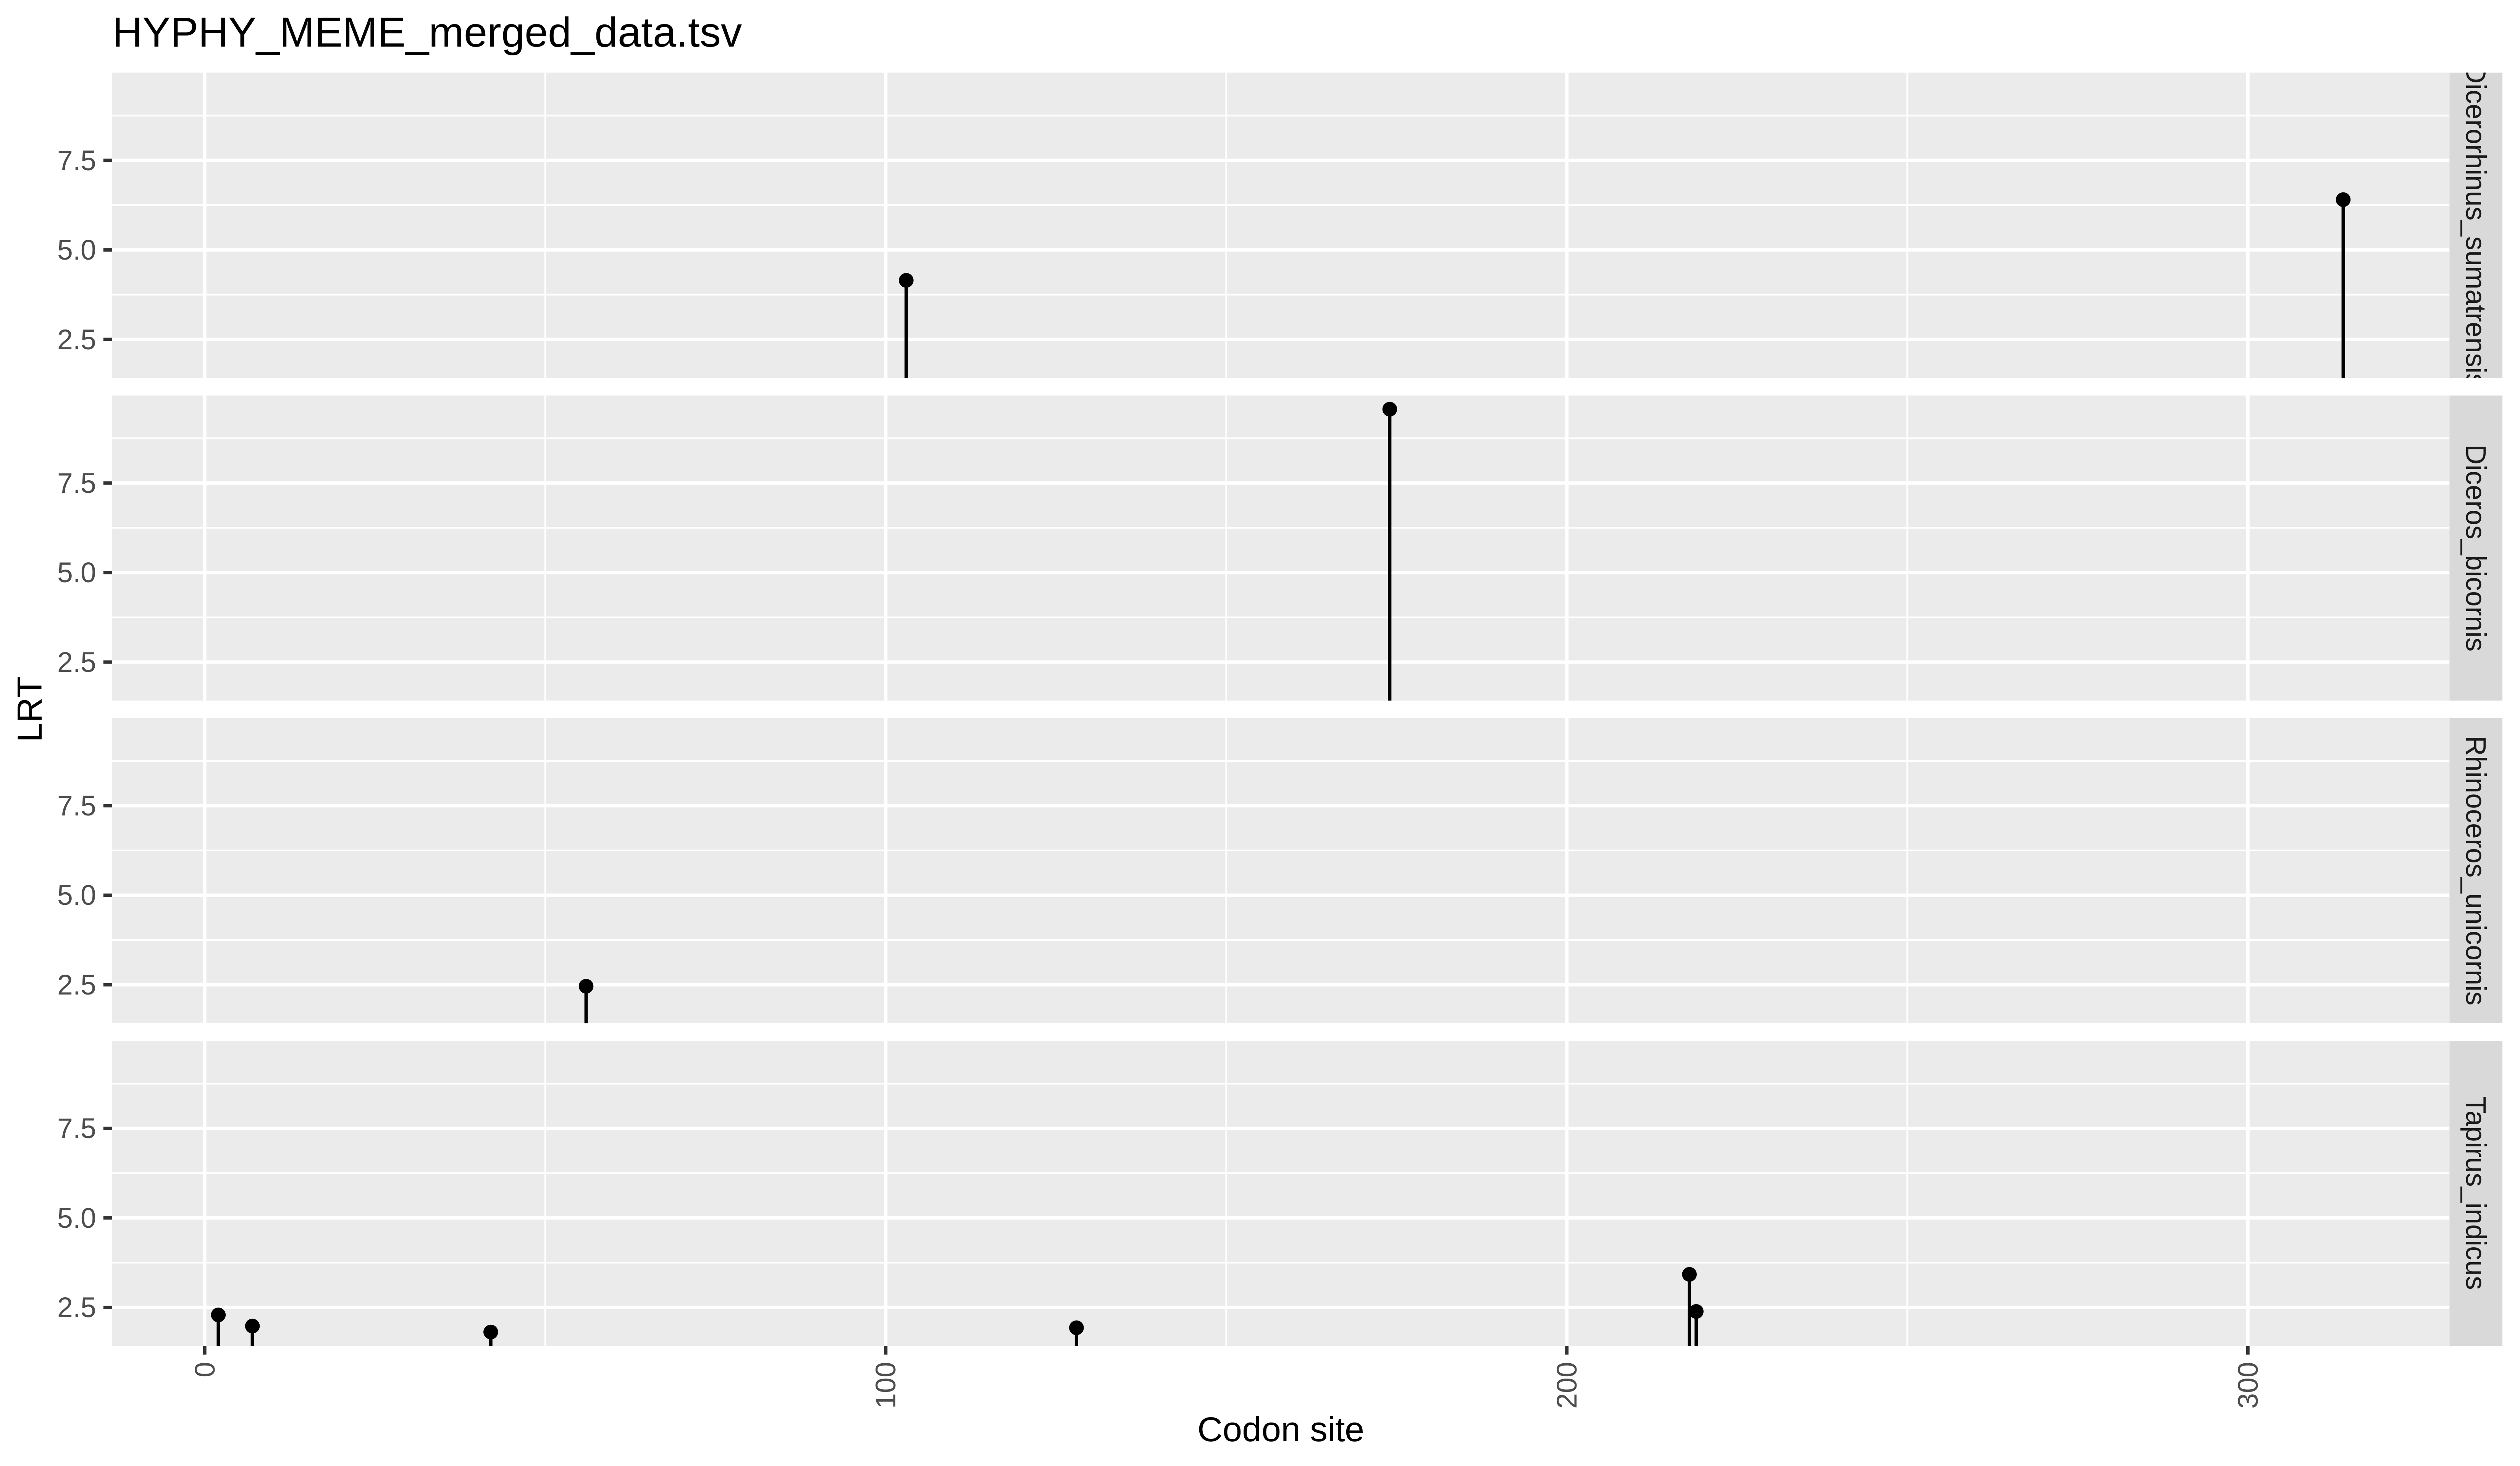 HYPHY_MEME_merged_data.tsv
7.5
5.0
2.5
Dicerorhinus_sumatrensis
7.5
5.0
2.5
Diceros_bicornis
LRT
7.5
5.0
2.5
Rhinoceros_unicornis
7.5
5.0
2.5
Tapirus_indicus
0
100
200
300
Codon site